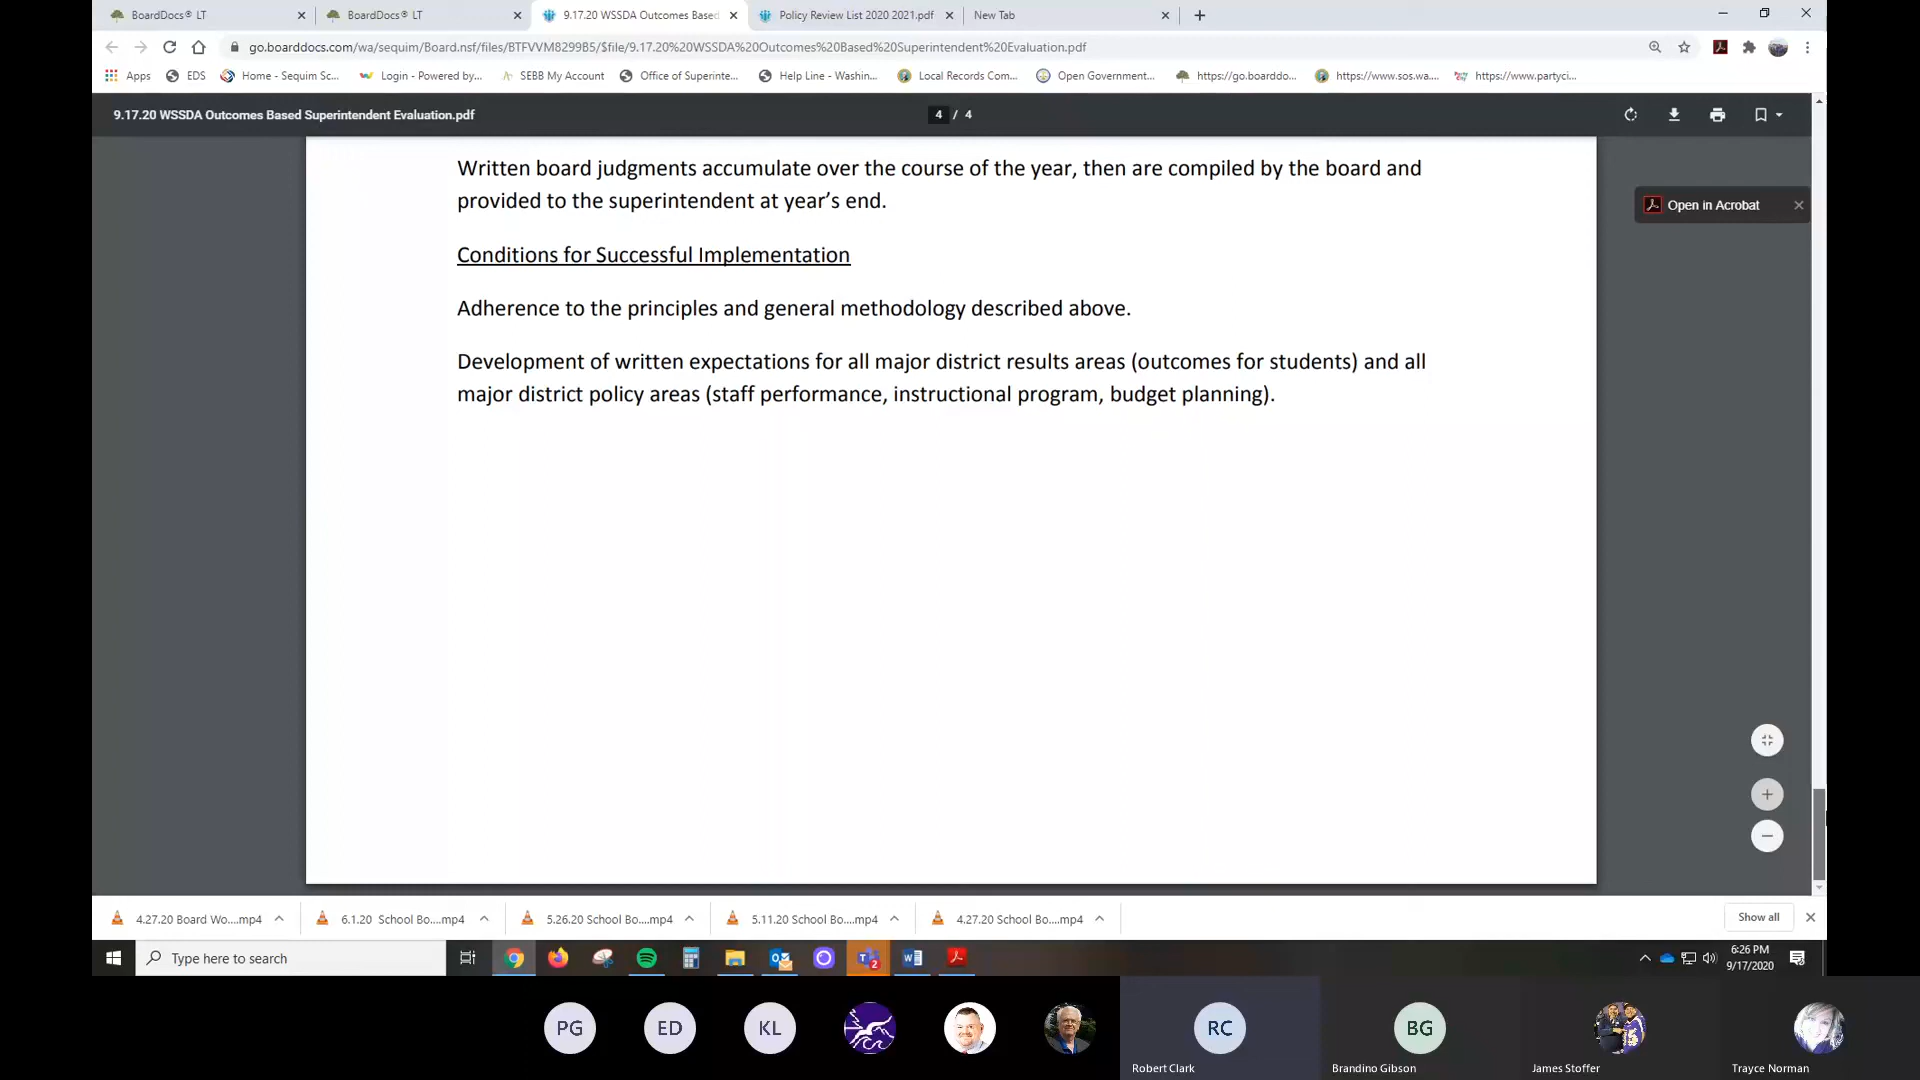 BoardDocs® LT
BoardDocs® LT
9.17.20 WSSDA Outcomes Based
Policy Review List 2020 2021.pdf
New Tab
go.boarddocs.com/wa/sequim/Board.nsf/files/BTFVVM8299B5/$file/9.17.20%20WSSDA%20Outcomes%20Based%20Superintendent%20Evaluation.pdf
Apps
EDS
Home - Sequim Sc...
Login - Powered by...
SEBB My Account
Office of Superinte...
Help Line - Washin...
Local Records Com...
Open Government...
https://go.boarddo...
https://www.sos.wa....
https://www.partyci...
9.17.20 WSSDA Outcomes Based Superintendent Evaluation.pdf
4 / 4
Written board judgments accumulate over the course of the year, then are compiled by the board and
provided to the superintendent at year’s end.
Open in Acrobat
Conditions for Successful Implementation
Adherence to the principles and general methodology described above.
Development of written expectations for all major district results areas (outcomes for students) and all
major district policy areas (staff performance, instructional program, budget planning).
4.27.20 Board Wo....mp4
6.1.20 School Bo....mp4
5.26.20 School Bo....mp4
5.11.20 School Bo....mp4
4.27.20 School Bo....mp4
Show all
Type here to search
2
6:26 PM
9/17/2020
PG
ED
KL
RC
BG
Robert Clark
Brandino Gibson
James Stoffer
Trayce Norman